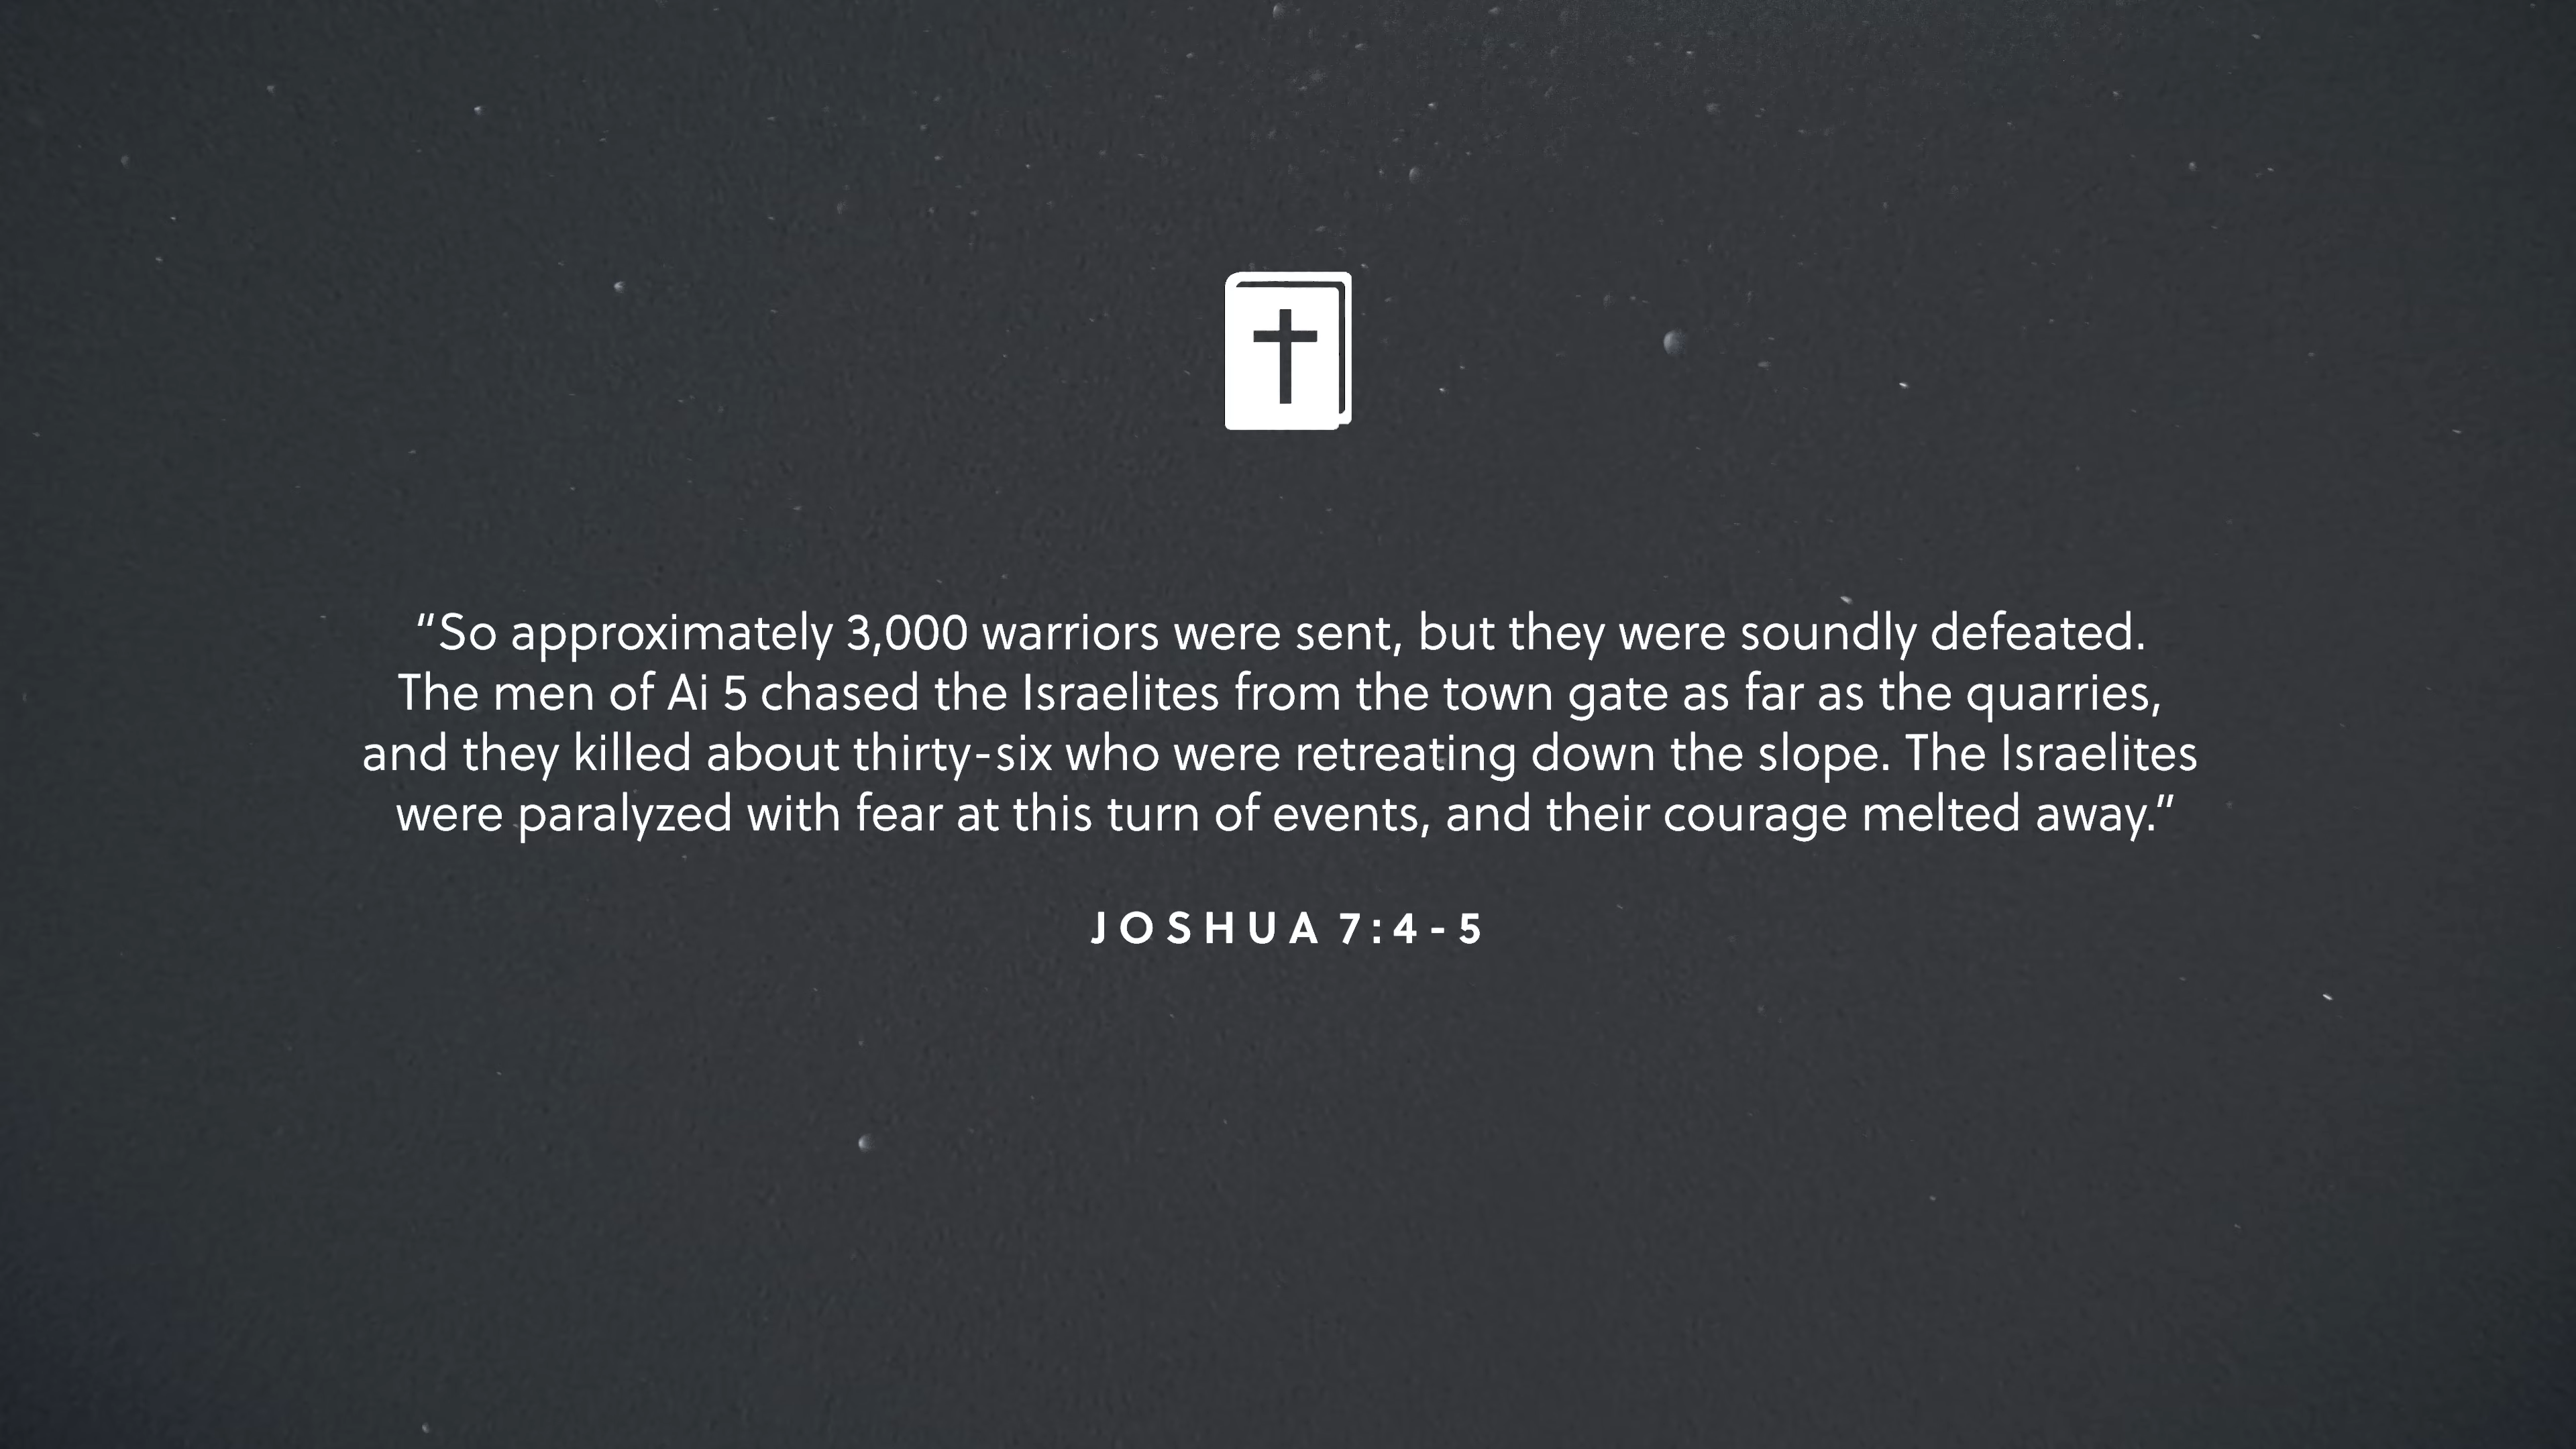 “So approximately 3,000 warriors were sent, but they were soundly defeated.
The men of Ai 5 chased the Israelites from the town gate as far as the quarries,
and they killed about thirty-six who were retreating down the slope. The Israelites
were paralyzed with fear at this turn of events, and their courage melted away.”
JOSHUA 7:4-5